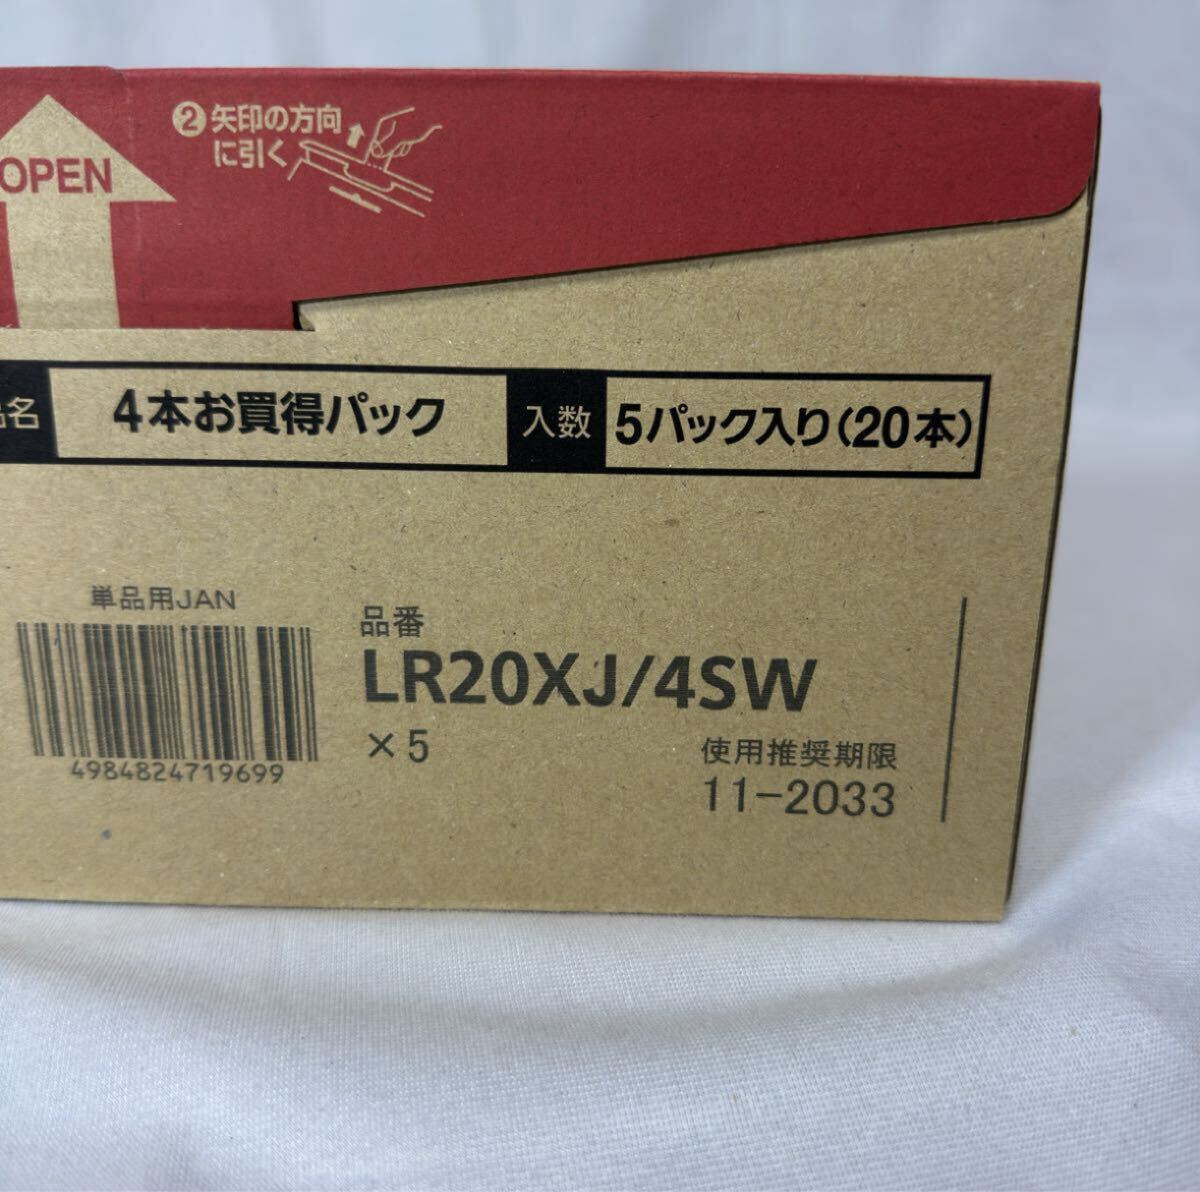 OPEN
❷矢印の方向
に引く
品名
4本お買得パック
入数
5パック入り(20本)
単品用JAN
4984824719699
品番
LR20XJ/4SW
×5
使用推奨期限
11-2033